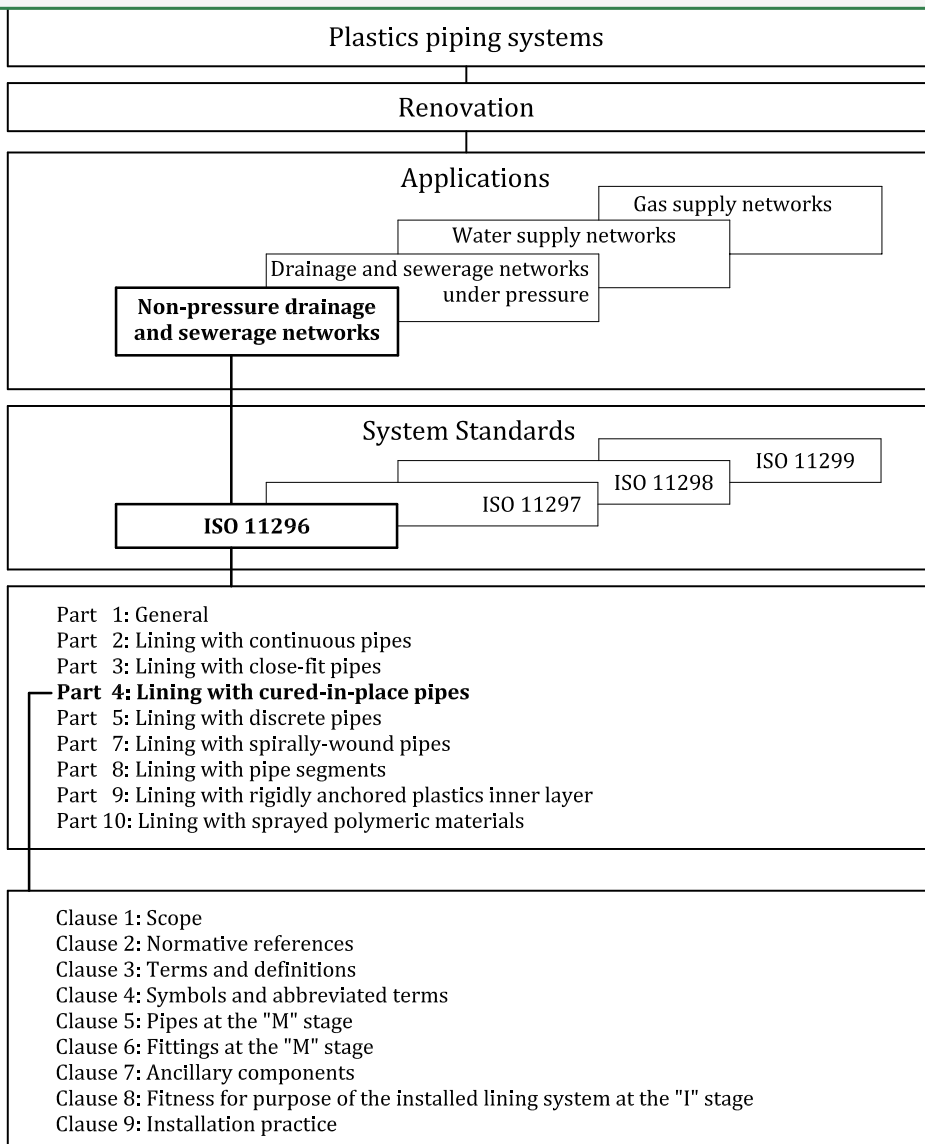 Plastics piping systems
Renovation
Applications
Gas supply networks
Water supply networks
Drainage and sewerage networks
under pressure
Non-pressure drainage
and sewerage networks
System Standards
ISO 11299
ISO 11298
ISO 11297
ISO 11296
Part 1: General
Part 2: Lining with continuous pipes
Part 3: Lining with close-fit pipes
Part 4: Lining with cured-in-place pipes
Part 5: Lining with discrete pipes
Part 7: Lining with spirally-wound pipes
Part 8: Lining with pipe segments
Part 9: Lining with rigidly anchored plastics inner layer
Part 10: Lining with sprayed polymeric materials
Clause 1: Scope
Clause 2: Normative references
Clause 3: Terms and definitions
Clause 4: Symbols and abbreviated terms
Clause 5: Pipes at the "M" stage
Clause 6: Fittings at the "M" stage
Clause 7: Ancillary components
Clause 8: Fitness for purpose of the installed lining system at the "I" stage
Clause 9: Installation practice